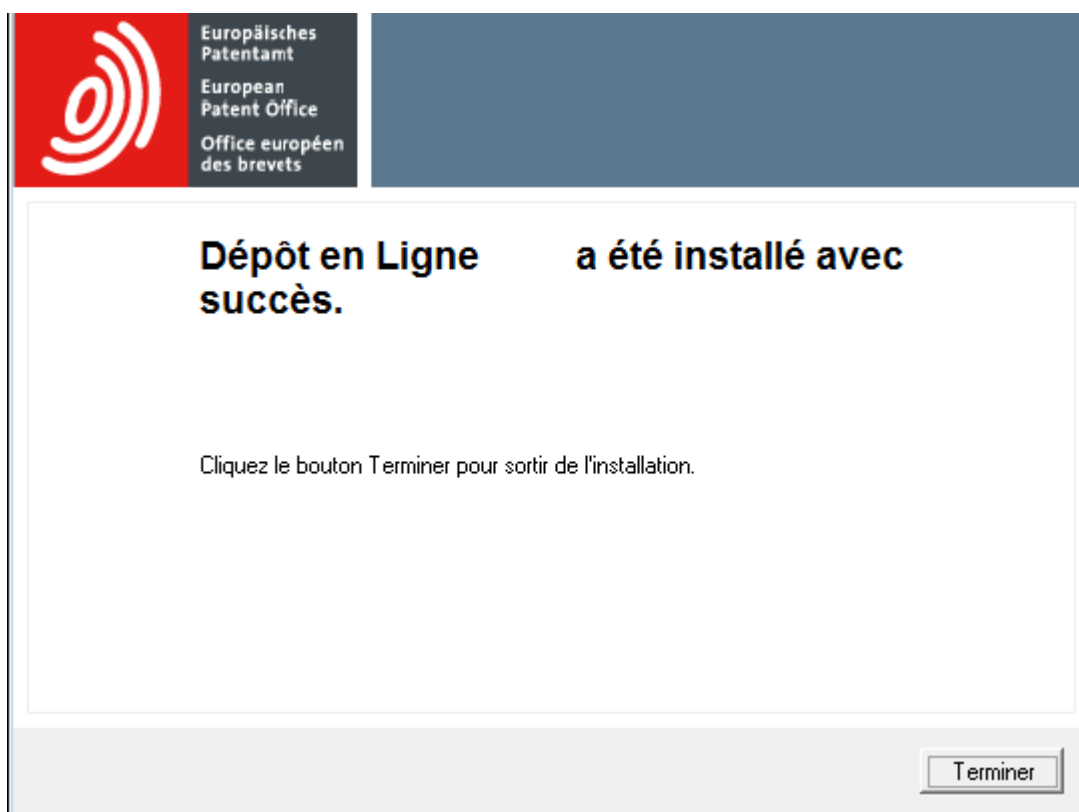 Europäisches
Patentamt
European
Patent Office
Office européen
des brevets
Dépôt en Ligne a été installé avec
succès.
Cliquez le bouton Terminer pour sortir de l'installation.
Terminer